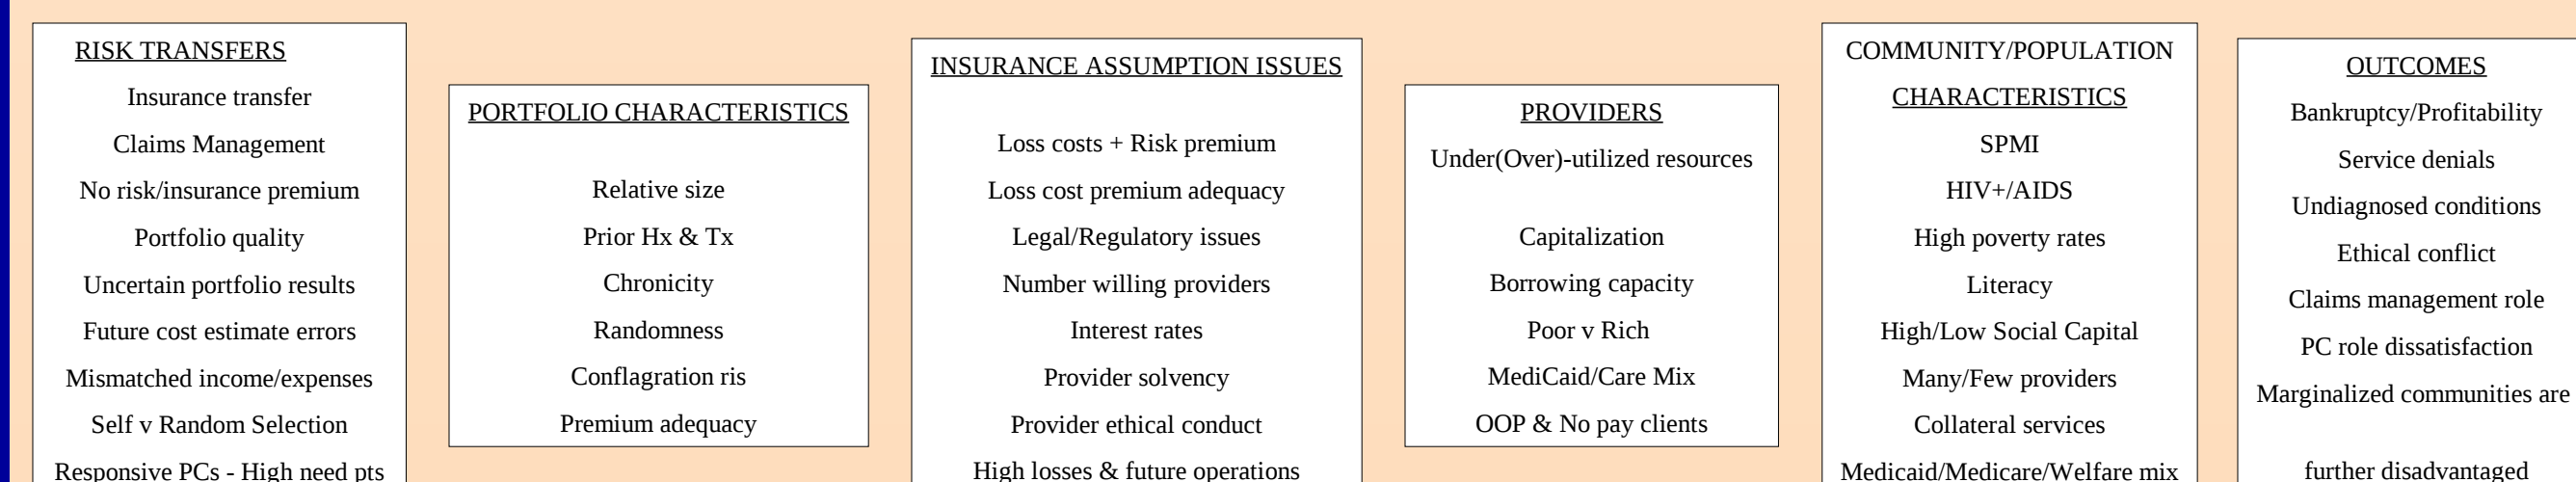 RISK TRANSFERS
Insurance transfer
Claims Management
No risk/insurance premium
Portfolio quality
Uncertain portfolio results
Future cost estimate errors
Mismatched income/expenses
Self v Random Selection
Responsive PCs - High need pts
PORTFOLIO CHARACTERISTICS
Relative size
Prior Hx & Tx
Chronicity
Randomness
Conflagration ris
Premium adequacy
INSURANCE ASSUMPTION ISSUES
Loss costs + Risk premium
Loss cost premium adequacy
Legal/Regulatory issues
Number willing providers
Interest rates
Provider solvency
Provider ethical conduct
High losses & future operations
PROVIDERS
Under(Over)-utilized resources
Capitalization
Borrowing capacity
Poor v Rich
MediCaid/Care Mix
OOP & No pay clients
COMMUNITY/POPULATION
CHARACTERISTICS
SPMI
HIV+/AIDS
High poverty rates
Literacy
High/Low Social Capital
Many/Few providers
Collateral services
Medicaid/Medicare/Welfare mix
OUTCOMES
Bankruptcy/Profitability
Service denials
Undiagnosed conditions
Ethical conflict
Claims management role
PC role dissatisfaction
Marginalized communities are
further disadvantaged